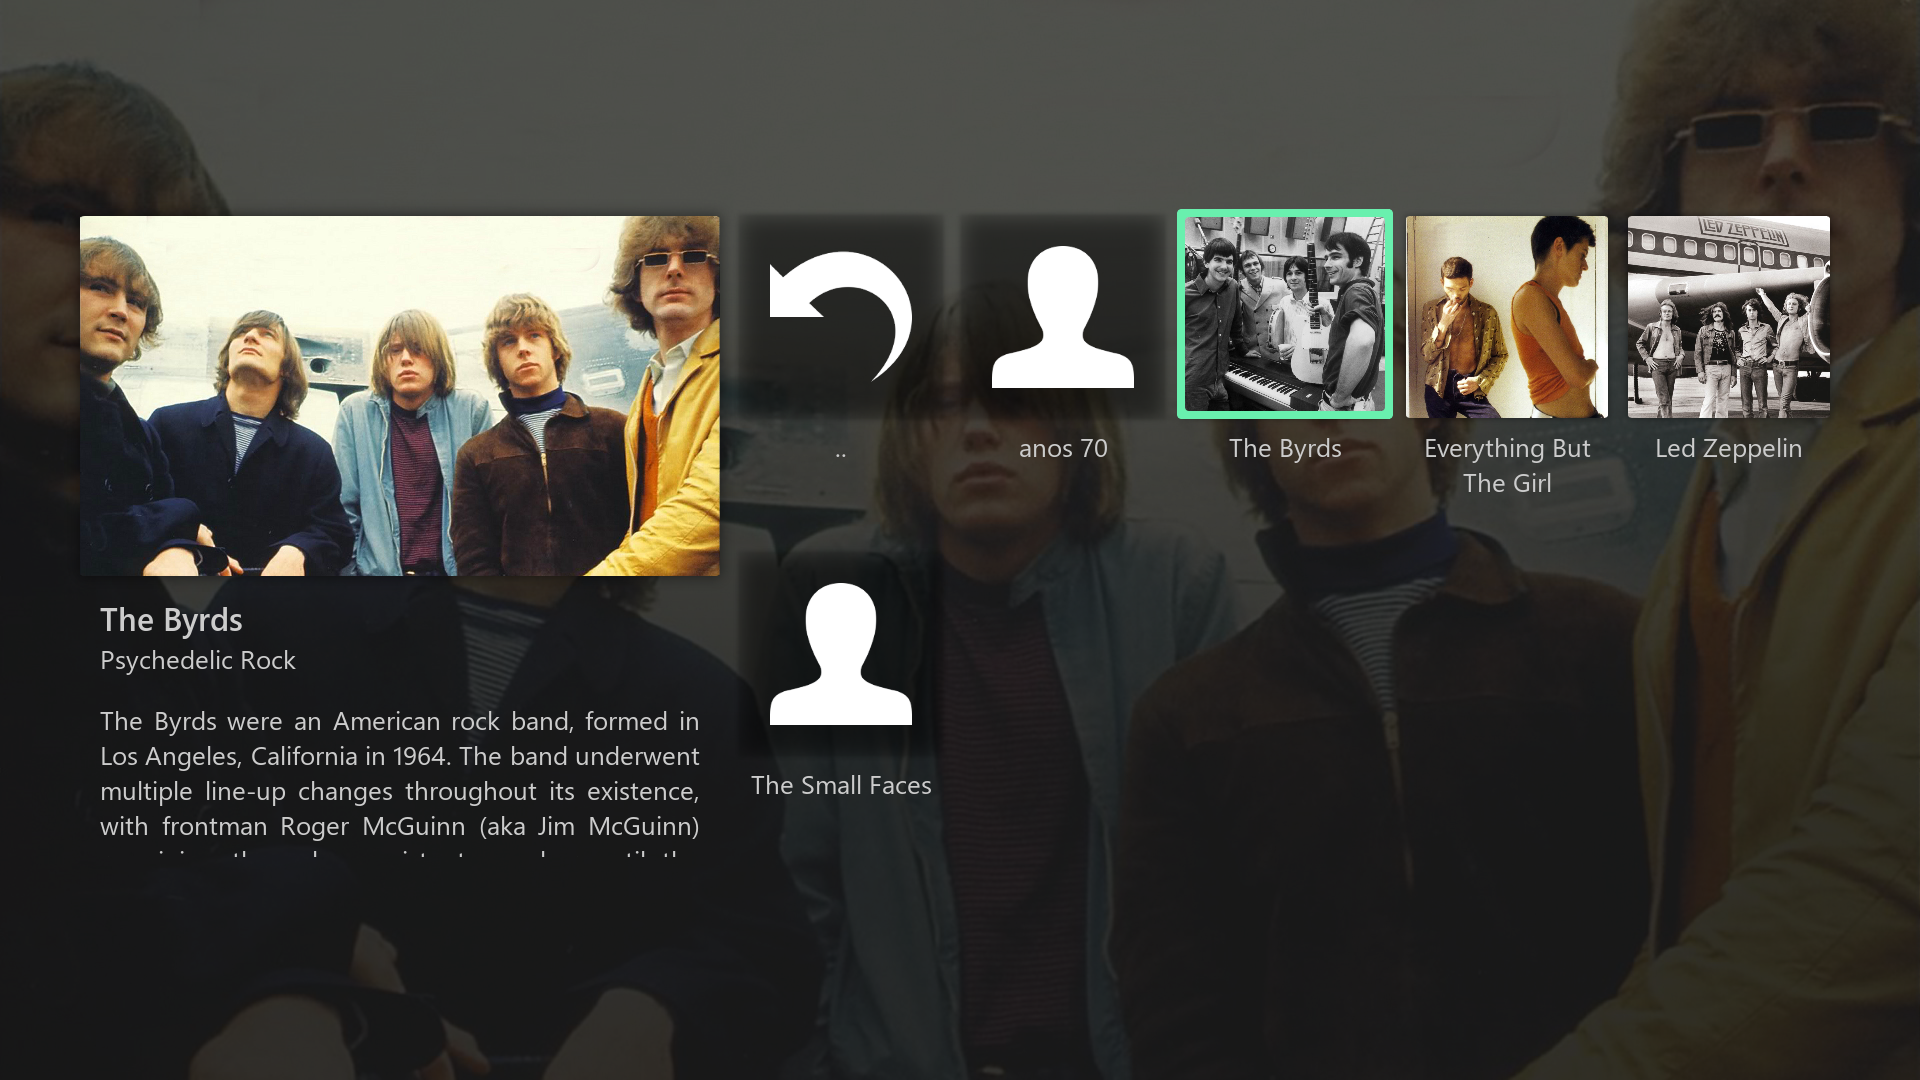 LED ZEPPELIN
..
anos 70
The Byrds
Everything But
The Girl
Led Zeppelin
The Byrds
Psychedelic Rock
The Byrds were an American rock band, formed in
Los Angeles, California in 1964. The band underwent
multiple line-up changes throughout its existence,
with frontman Roger McGuinn (aka Jim McGuinn)
The Small Faces